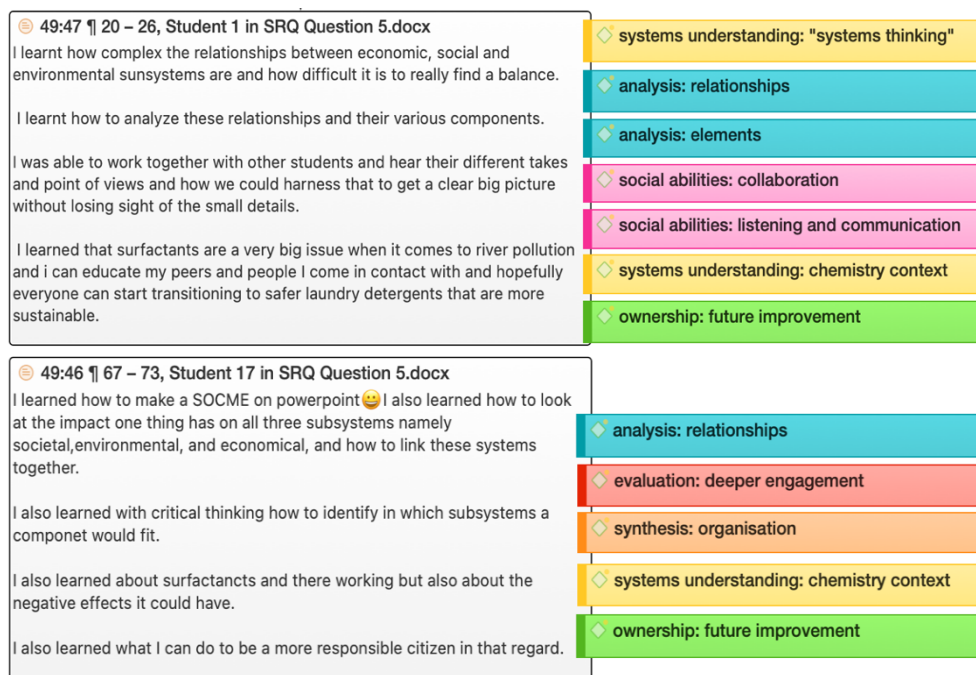 49:47 ¶ 20 – 26, Student 1 in SRQ Question 5.docx
I learnt how complex the relationships between economic, social and
environmental sunsystems are and how difficult it is to really find a balance.
I learnt how to analyze these relationships and their various components.
I was able to work together with other students and hear their different takes
and point of views and how we could harness that to get a clear big picture
without losing sight of the small details.
I learned that surfactants are a very big issue when it comes to river pollution
and i can educate my peers and people I come in contact with and hopefully
everyone can start transitioning to safer laundry detergents that are more
sustainable.
systems understanding: "systems thinking"
analysis: relationships
analysis: elements
social abilities: collaboration
social abilities: listening and communication
systems understanding: chemistry context
ownership: future improvement
49:46 ¶ 67 – 73, Student 17 in SRQ Question 5.docx
I learned how to make a SOCME on powerpoint😀I also learned how to look
at the impact one thing has on all three subsystems namely
societal,environmental, and economical, and how to link these systems
together.
I also learned with critical thinking how to identify in which subsystems a
componet would fit.
I also learned about surfactancts and there working but also about the
negative effects it could have.
I also learned what I can do to be a more responsible citizen in that regard.
analysis: relationships
evaluation: deeper engagement
synthesis: organisation
systems understanding: chemistry context
ownership: future improvement